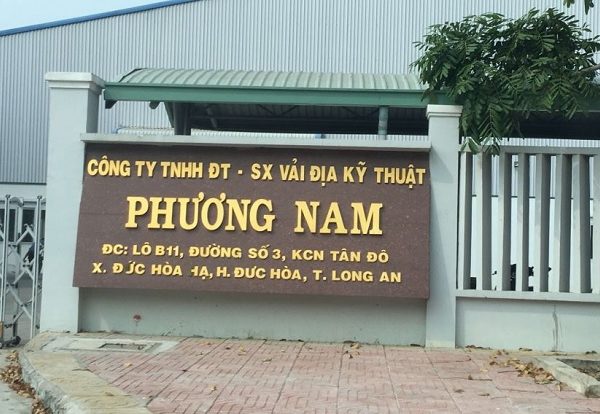 CÔNG TY TNHH ĐT - SX VẢI ĐỊA KỸ THUẬT
PHƯƠNG NAM
ĐC: LÔ B11, ĐƯỜNG SỐ 3, KCN TÂN ĐÔ
X. ĐỨC HÒA HẠ, H. ĐỨC HÒA, T. LONG AN